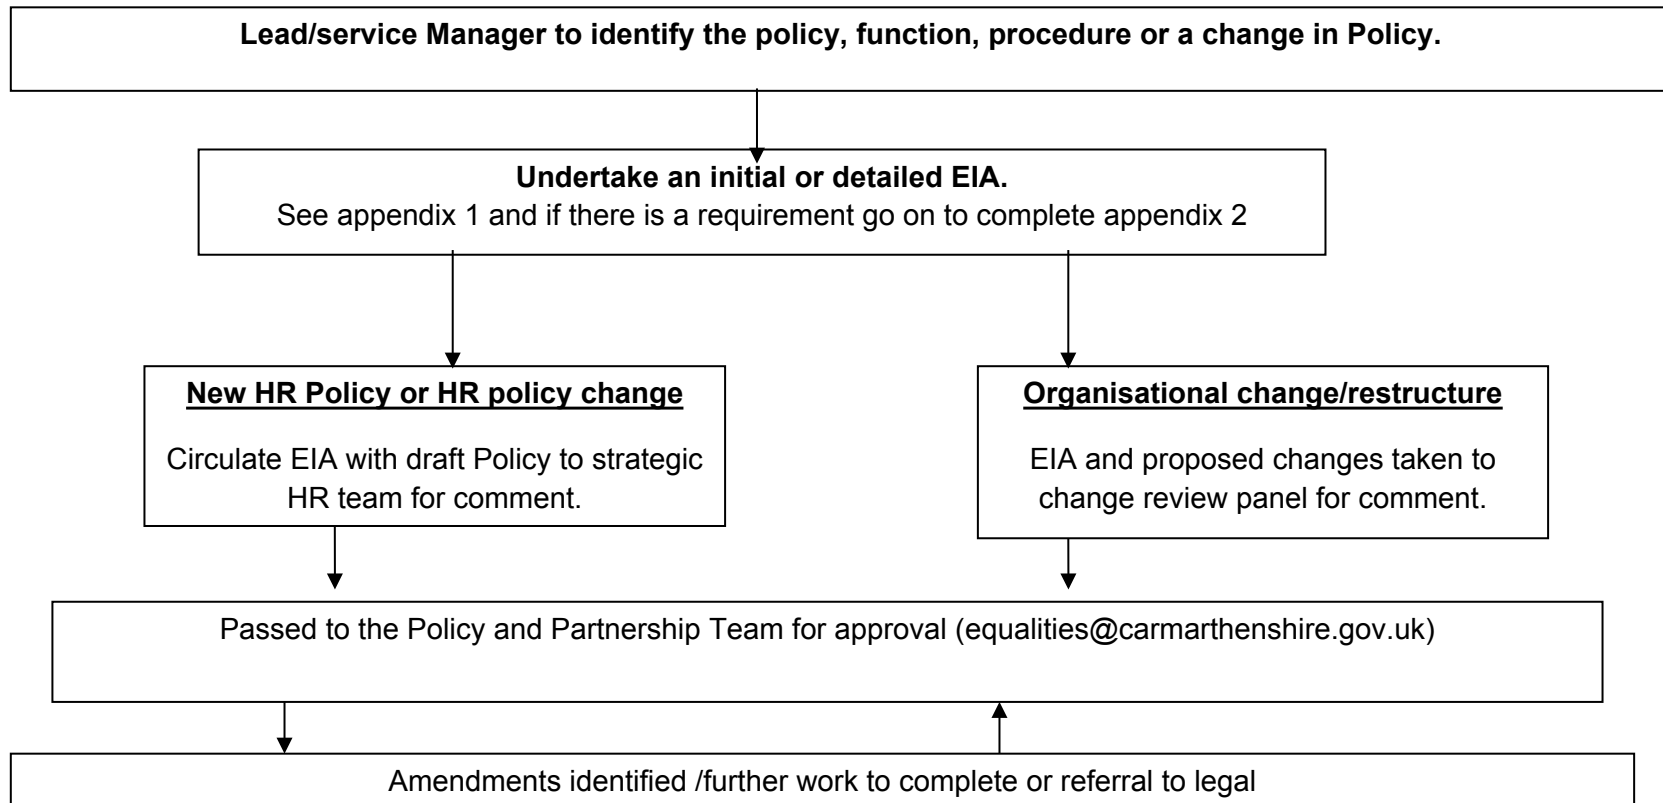 Lead/service Manager to identify the policy, function, procedure or a change in Policy.
Undertake an initial or detailed EIA.
See appendix 1 and if there is a requirement go on to complete appendix 2
New HR Policy or HR policy change
Circulate EIA with draft Policy to strategic
HR team for comment.
Organisational change/restructure
EIA and proposed changes taken to
change review panel for comment.
Passed to the Policy and Partnership Team for approval (equalities@carmarthenshire.gov.uk)
Amendments identified /further work to complete or referral to legal